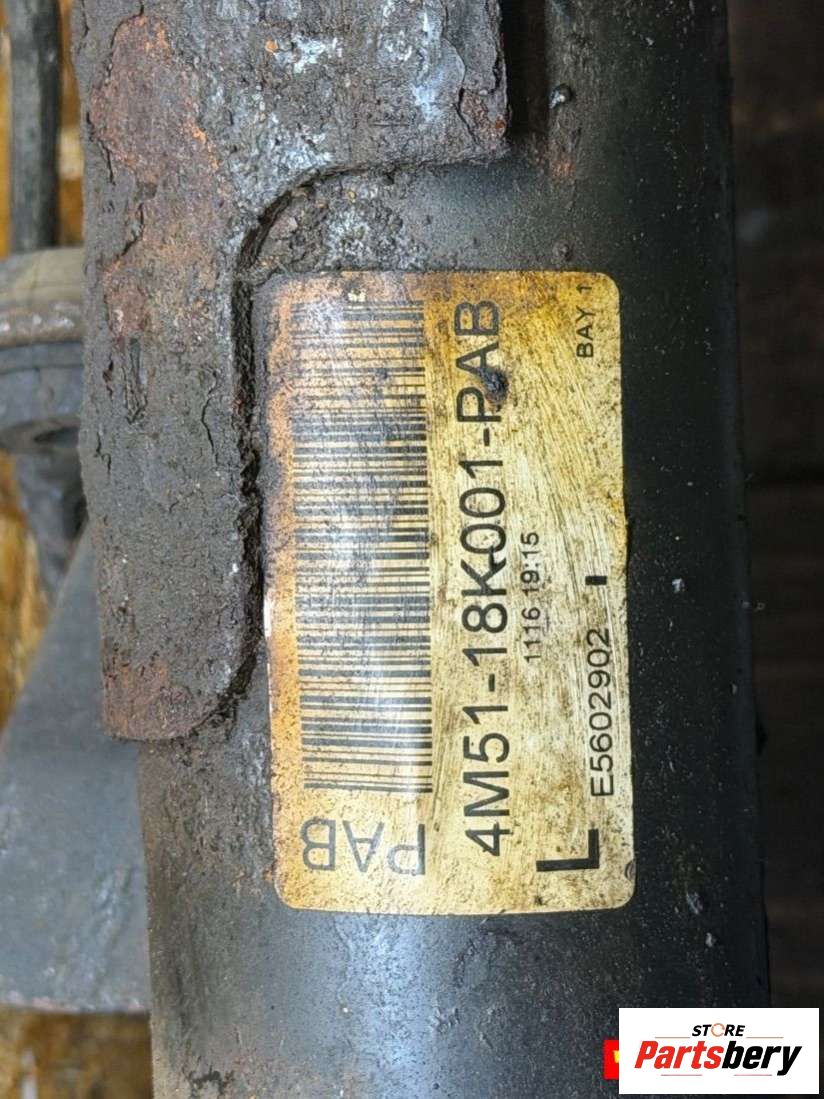 PAB
4M51-18K001-PAB
1116 19:15
L
E5602902
BAY 1
STORE
Partsbery